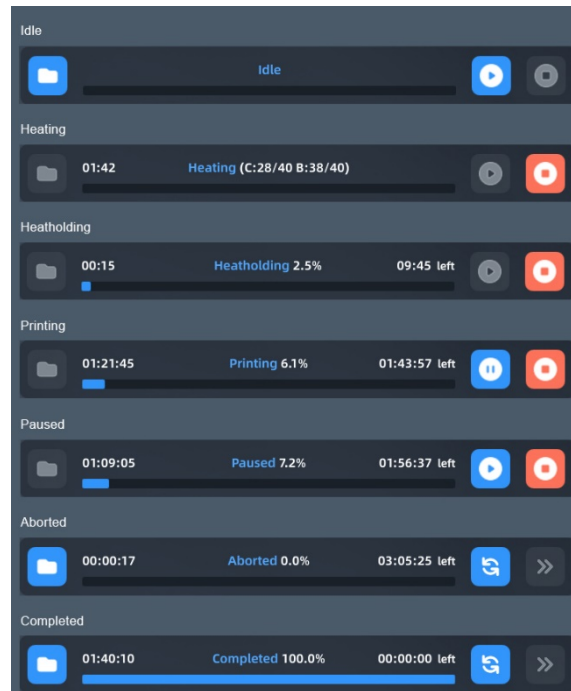 Idle
Idle
Heating
01:42 Heating (C:28/40 B:38/40)
Heatholding
00:15 Heatholding 2.5% 09:45 left
Printing
01:21:45 Printing 6.1% 01:43:57 left
Paused
01:09:05 Paused 7.2% 01:56:37 left
Aborted
00:00:17 Aborted 0.0% 03:05:25 left
Completed
01:40:10 Completed 100.0% 00:00:00 left